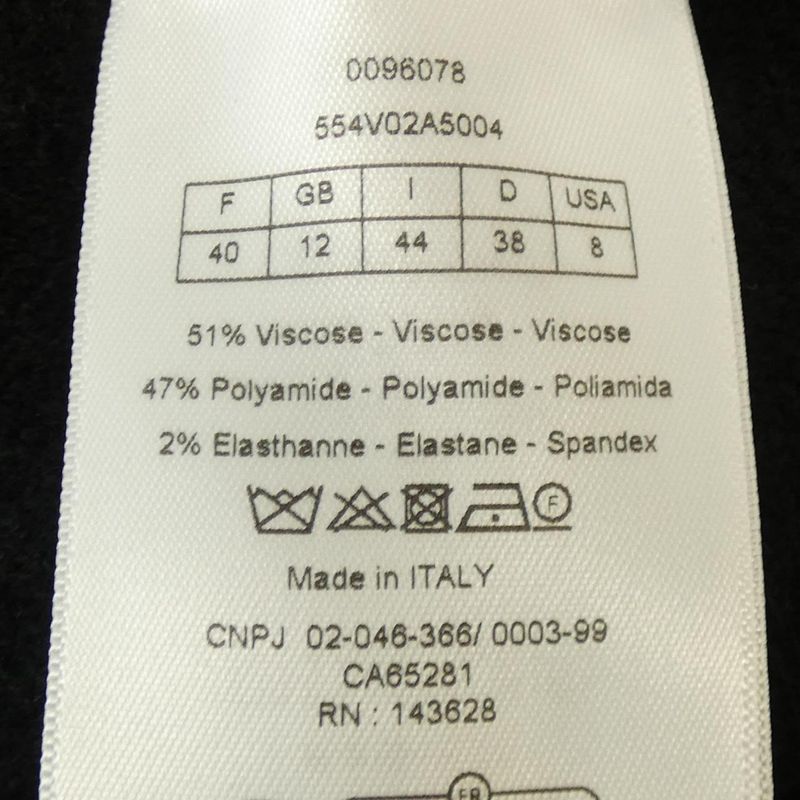 0096078
554V02A5004
F GB I D USA
40 12 44 38 8
51% Viscose - Viscose - Viscose
47% Polyamide - Polyamide - Poliamida
2% Elasthanne - Elastane - Spandex
F
Made in ITALY
CNPJ 02-046-366/ 0003-99
CA65281
RN : 143628
FR